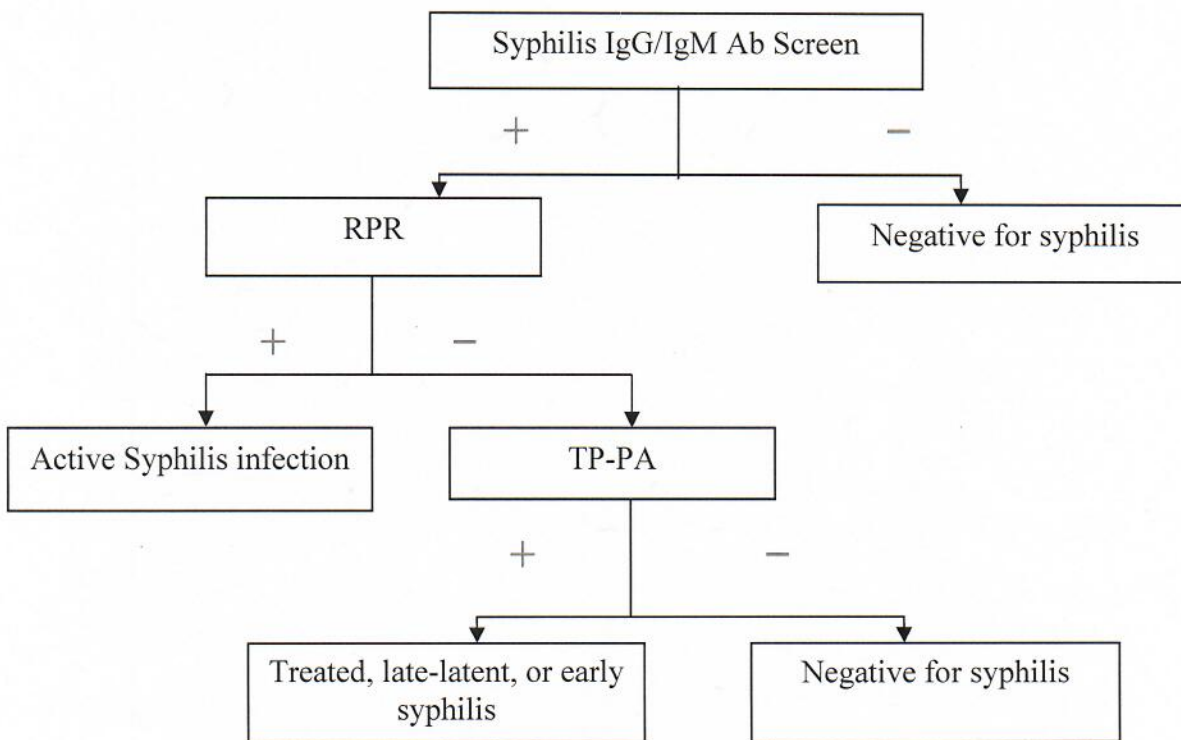 Syphilis IgG/IgM Ab Screen
+
−
RPR
Negative for syphilis
+
−
Active Syphilis infection
TP-PA
+
−
Treated, late-latent, or early
syphilis
Negative for syphilis